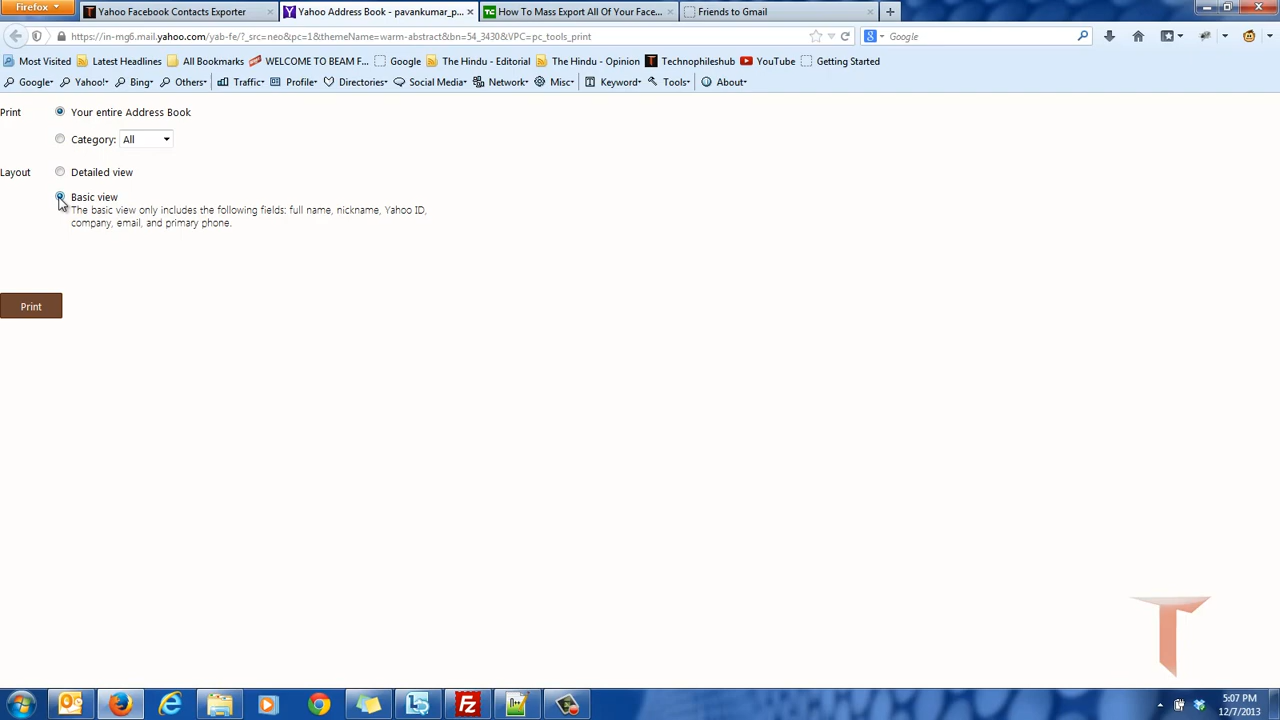 Firefox
Yahoo Facebook Contacts Exporter
Yahoo Address Book - pavankumar_p...
How To Mass Export All Of Your Face...
Friends to Gmail
https://in-mg6.mail.yahoo.com/yab-fe/?_src=neo&pc=1&themeName=warm-abstract&bn=54_3430&VPC=pc_tools_print
Google
Most Visited Latest Headlines All Bookmarks WELCOME TO BEAM F... Google The Hindu - Editorial The Hindu - Opinion Technophileshub YouTube Getting Started
Google Yahoo! Bing Others Traffic Profile Directories Social Media Network Misc Keyword Tools About
Print Your entire Address Book
Category: All
Layout Detailed view
Basic view
The basic view only includes the following fields: full name, nickname, Yahoo ID,
company, email, and primary phone.
Print
5:07 PM
12/7/2013